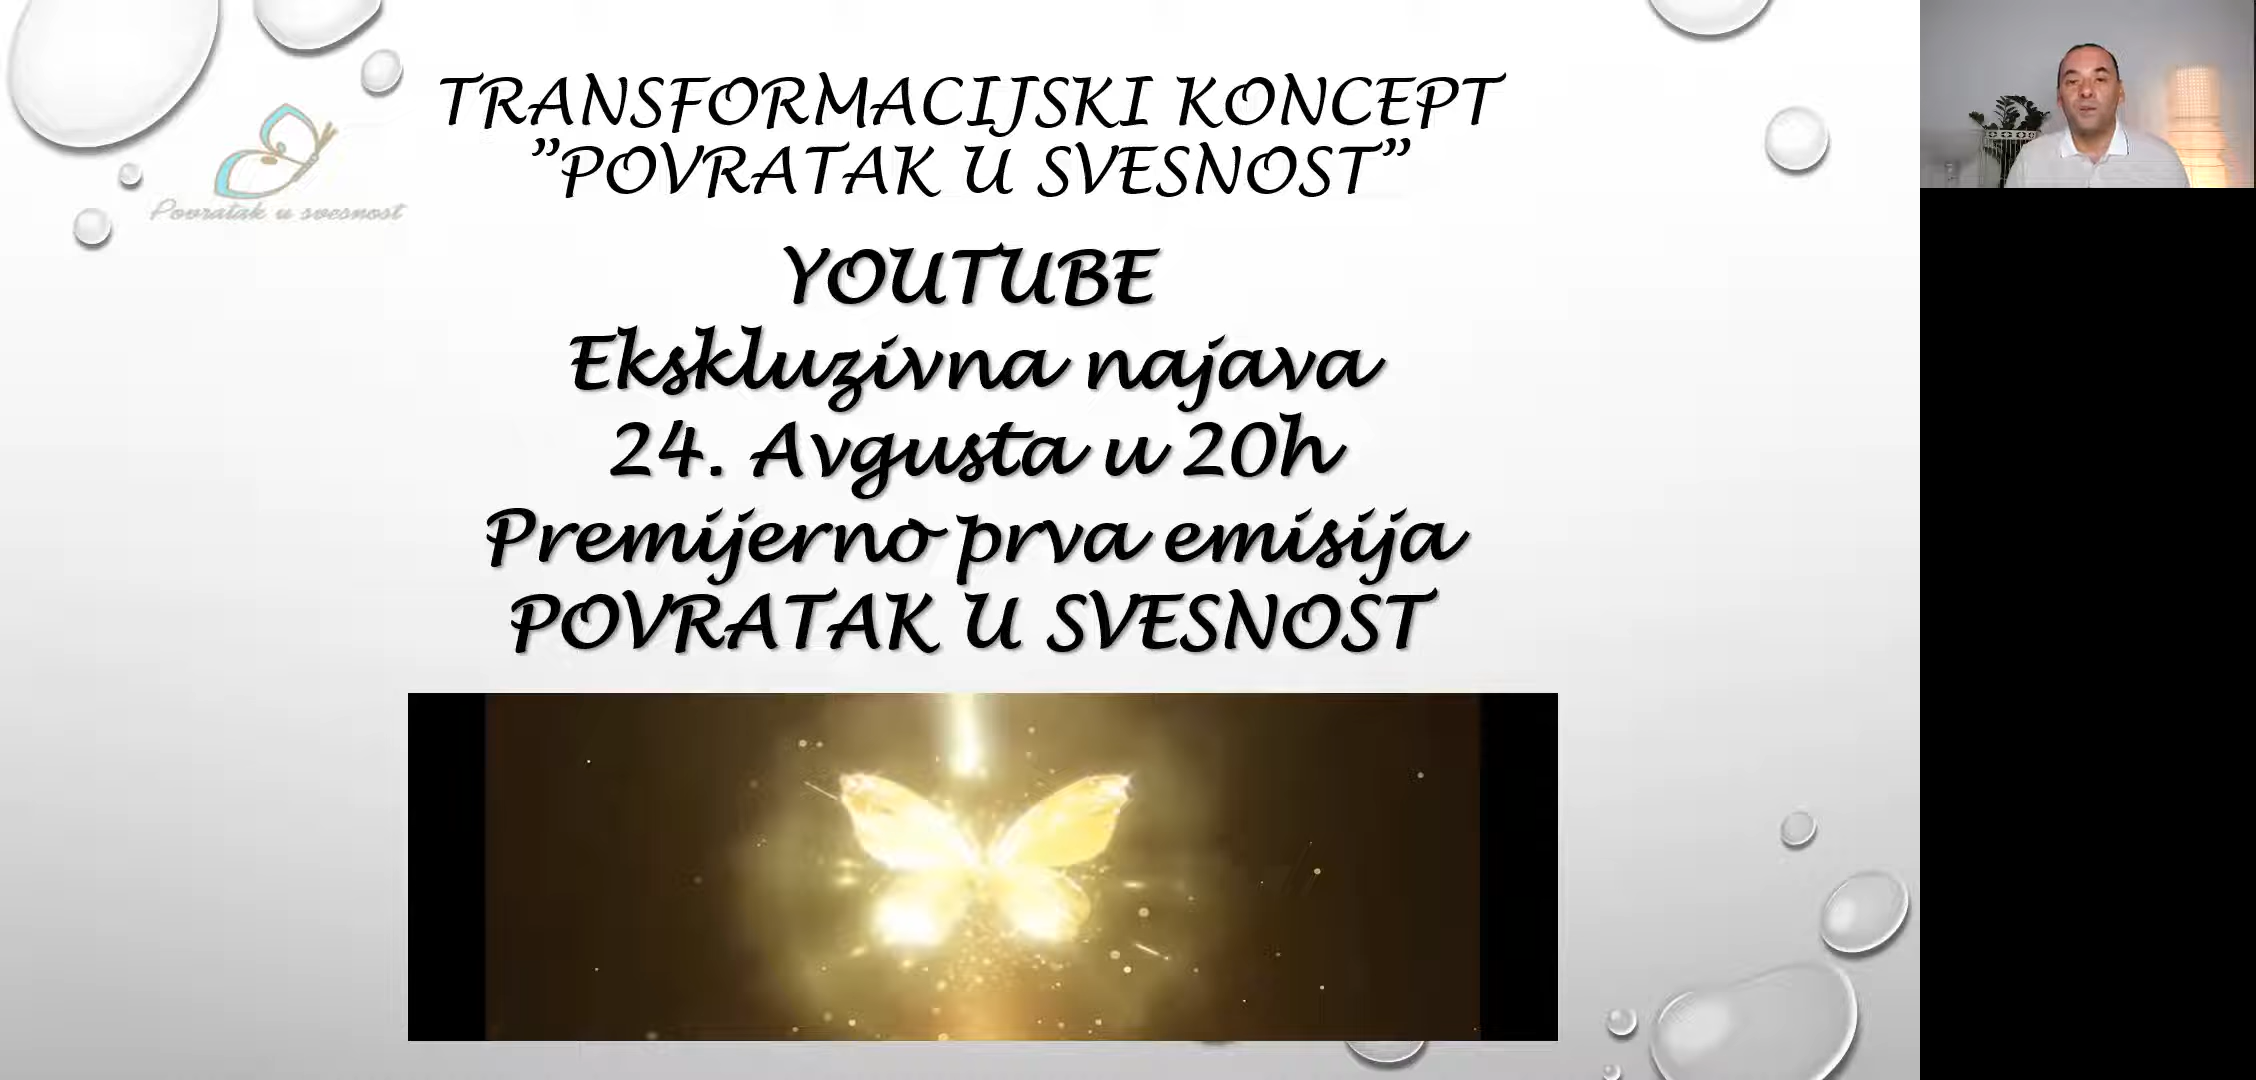 TRANSFORMACIJSKI KONCEPT
”POVRATAK U SVESNOST”
Povratak u svesnost
YOUTUBE
Ekskluzivna najava
24. Avgusta u 20h
Premijerno prva emisija
POVRATAK U SVESNOST